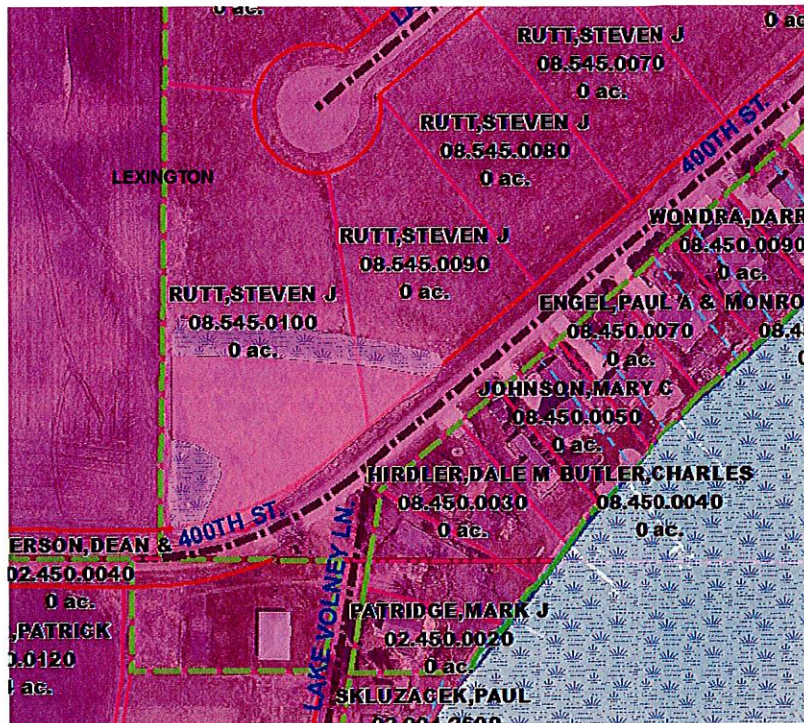 0 ac.
RUTT,STEVEN J
08.545.0070
0 ac.
RUTT,STEVEN J
08.545.0080
0 ac.
400TH ST.
LEXINGTON
RUTT,STEVEN J
08.545.0090
0 ac.
WONDRA,DARR
08.450.0090
0 ac.
RUTT,STEVEN J
08.545.0100
0 ac.
ENGEL,PAUL A & MONRO
08.450.0070
0 ac.
JOHNSON,MARY C
08.450.0050
0 ac.
HIRDLER,DALE M
08.450.0030
0 ac.
BUTLER,CHARLES
08.450.0040
0 ac.
400TH ST.
LAKE VOLNEY LN.
ERSON,DEAN &
02.450.0040
0 ac.
,PATRICK
0.0120
ac.
PATRIDGE,MARK J
02.450.0020
0 ac.
SKLUZACEK,PAUL